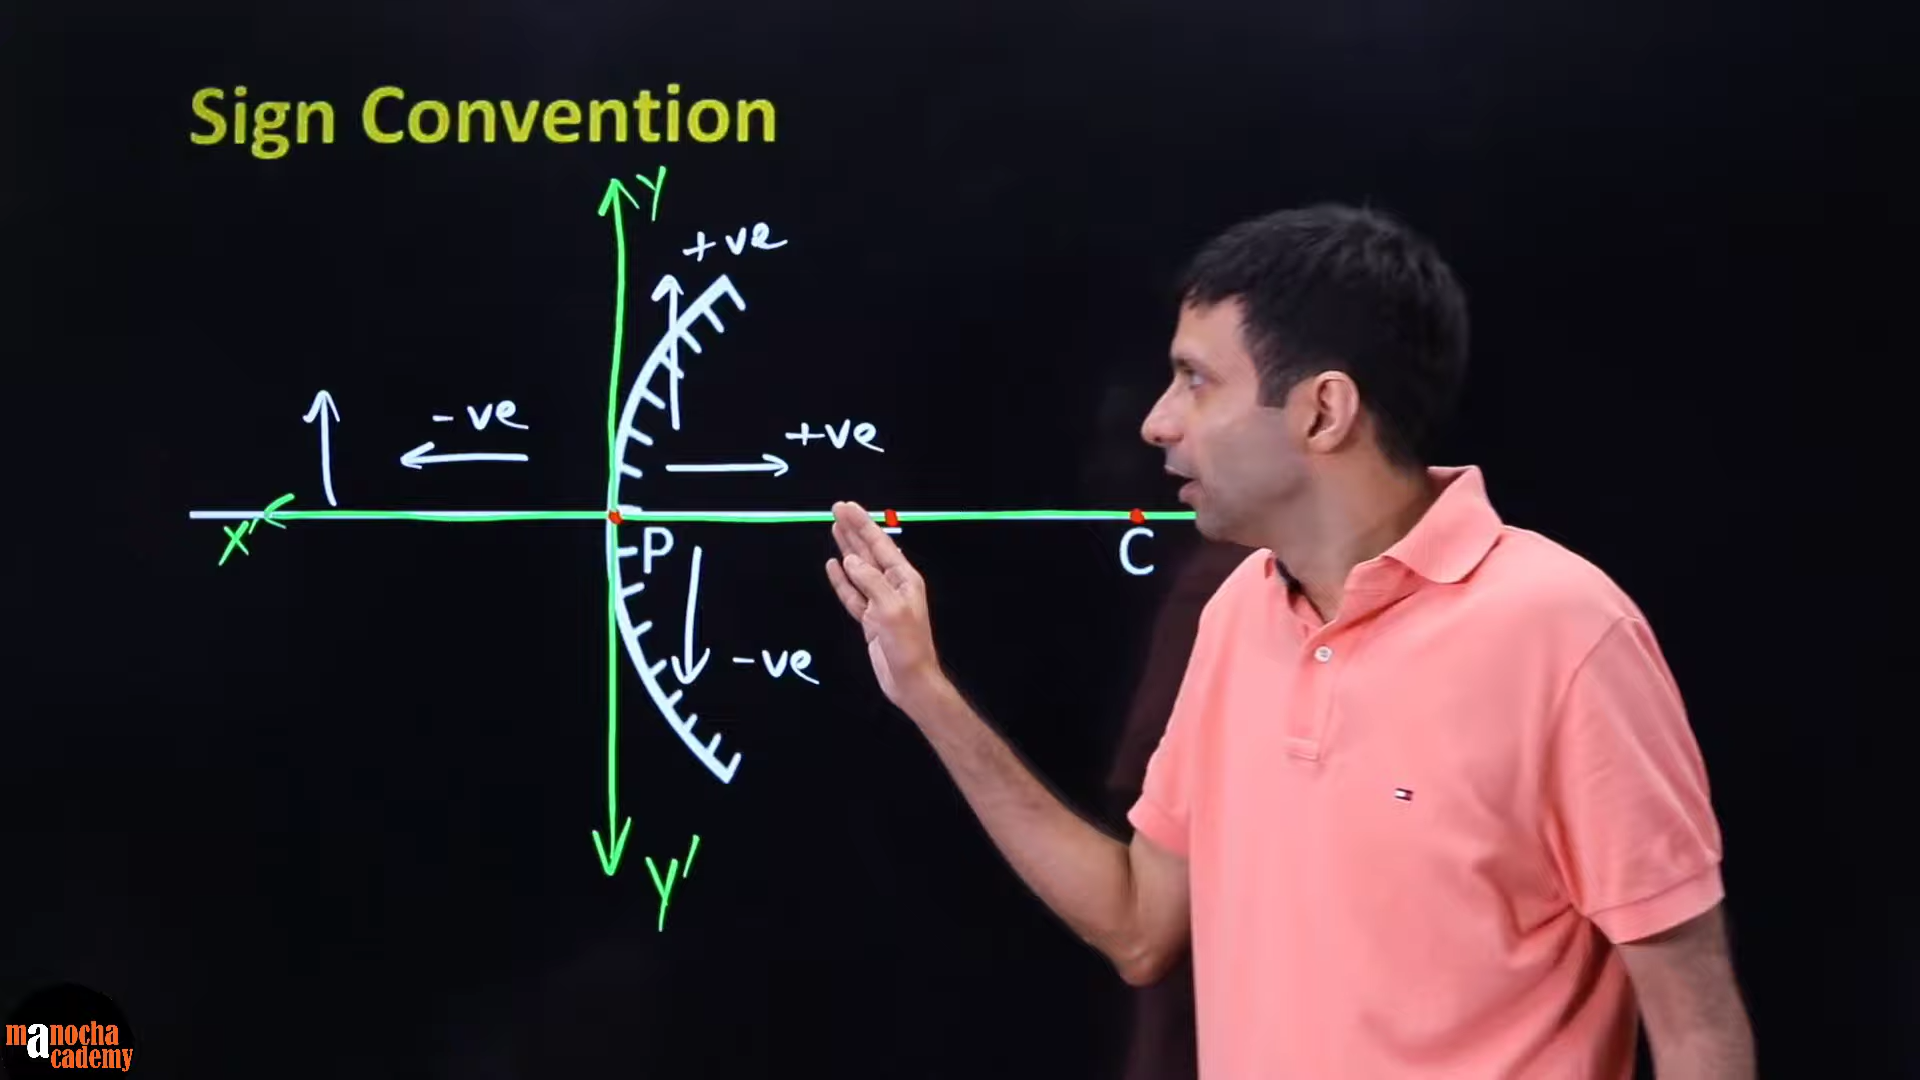 Sign Convention
Y
+ve
-ve
+ve
X'
P
C
-ve
Y'
manocha
academy